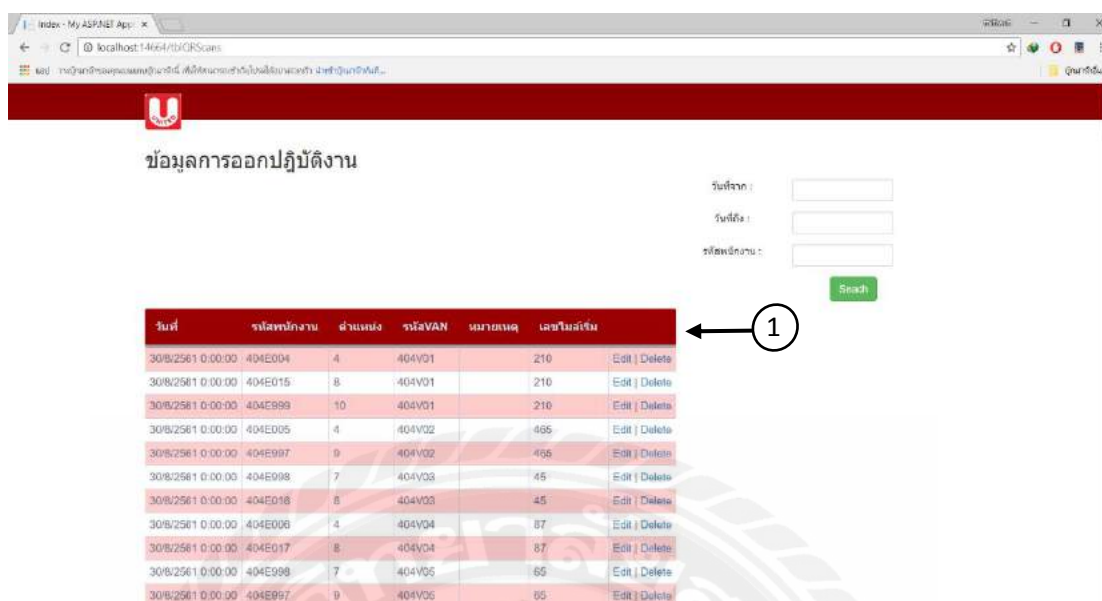 Index - My ASP.NET App
localhost:14664/tblQRScans
UNITED
ข้อมูลการออกปฏิบัติงาน
วันที่จาก :
วันที่ถึง :
รหัสพนักงาน :
Seach
วันที่ รหัสพนักงาน ตำแหน่ง รหัสVAN หมายเหตุ เลขไมล์เริ่ม
1
30/8/2561 0:00:00 404E004 4 404V01 210 Edit | Delete
30/8/2561 0:00:00 404E015 8 404V01 210 Edit | Delete
30/8/2561 0:00:00 404E999 10 404V01 210 Edit | Delete
30/8/2561 0:00:00 404E005 4 404V02 465 Edit | Delete
30/8/2561 0:00:00 404E997 9 404V02 465 Edit | Delete
30/8/2561 0:00:00 404E998 7 404V03 45 Edit | Delete
30/8/2561 0:00:00 404E016 8 404V03 45 Edit | Delete
30/8/2561 0:00:00 404E006 4 404V04 87 Edit | Delete
30/8/2561 0:00:00 404E017 8 404V04 87 Edit | Delete
30/8/2561 0:00:00 404E998 7 404V05 65 Edit | Delete
30/8/2561 0:00:00 404E997 9 404V05 65 Edit | Delete